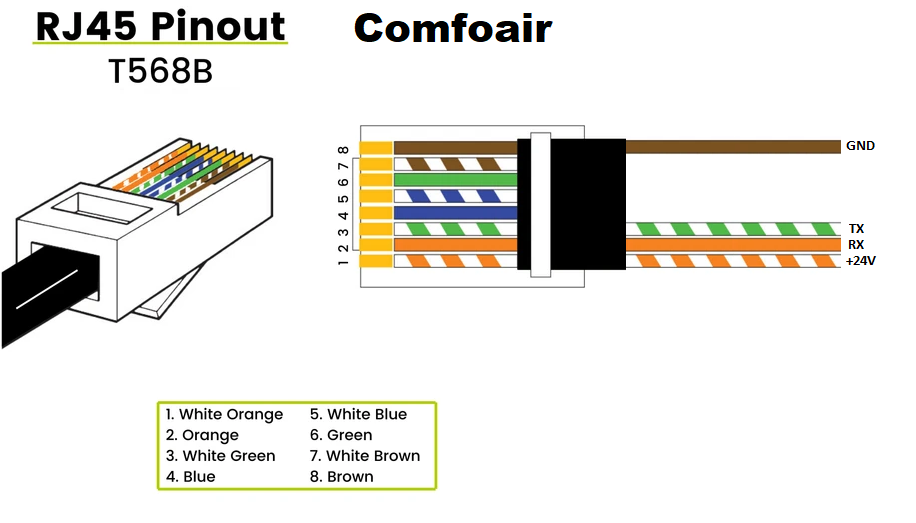 RJ45 Pinout
T568B
Comfoair
8
7
6
5
4
3
2
1
GND
TX
RX
+24V
1. White Orange
2. Orange
3. White Green
4. Blue
5. White Blue
6. Green
7. White Brown
8. Brown